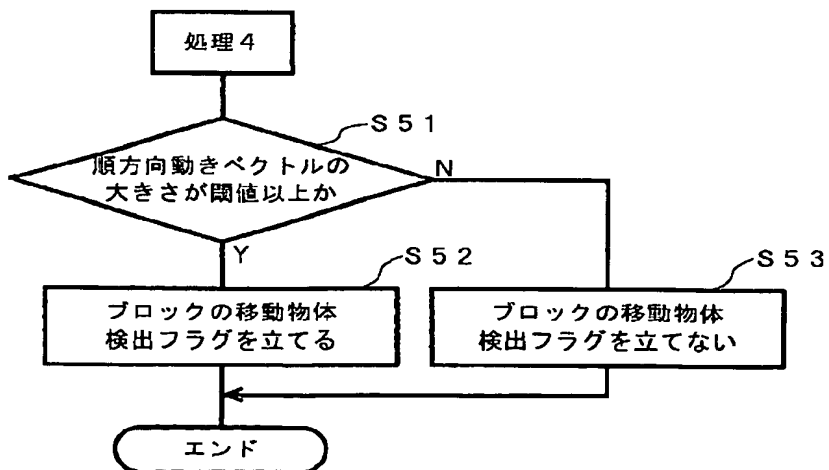 処理4
S51
順方向動きベクトルの
大きさが閾値以上か
N
Y
S52
S53
ブロックの移動物体
検出フラグを立てる
ブロックの移動物体
検出フラグを立てない
エンド